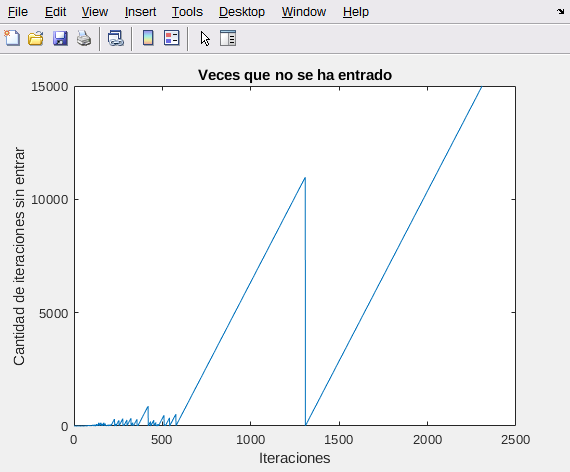 File Edit View Insert Tools Desktop Window Help
Veces que no se ha entrado
15000
10000
5000
0
Cantidad de iteraciones sin entrar
0 500 1000 1500 2000 2500
Iteraciones